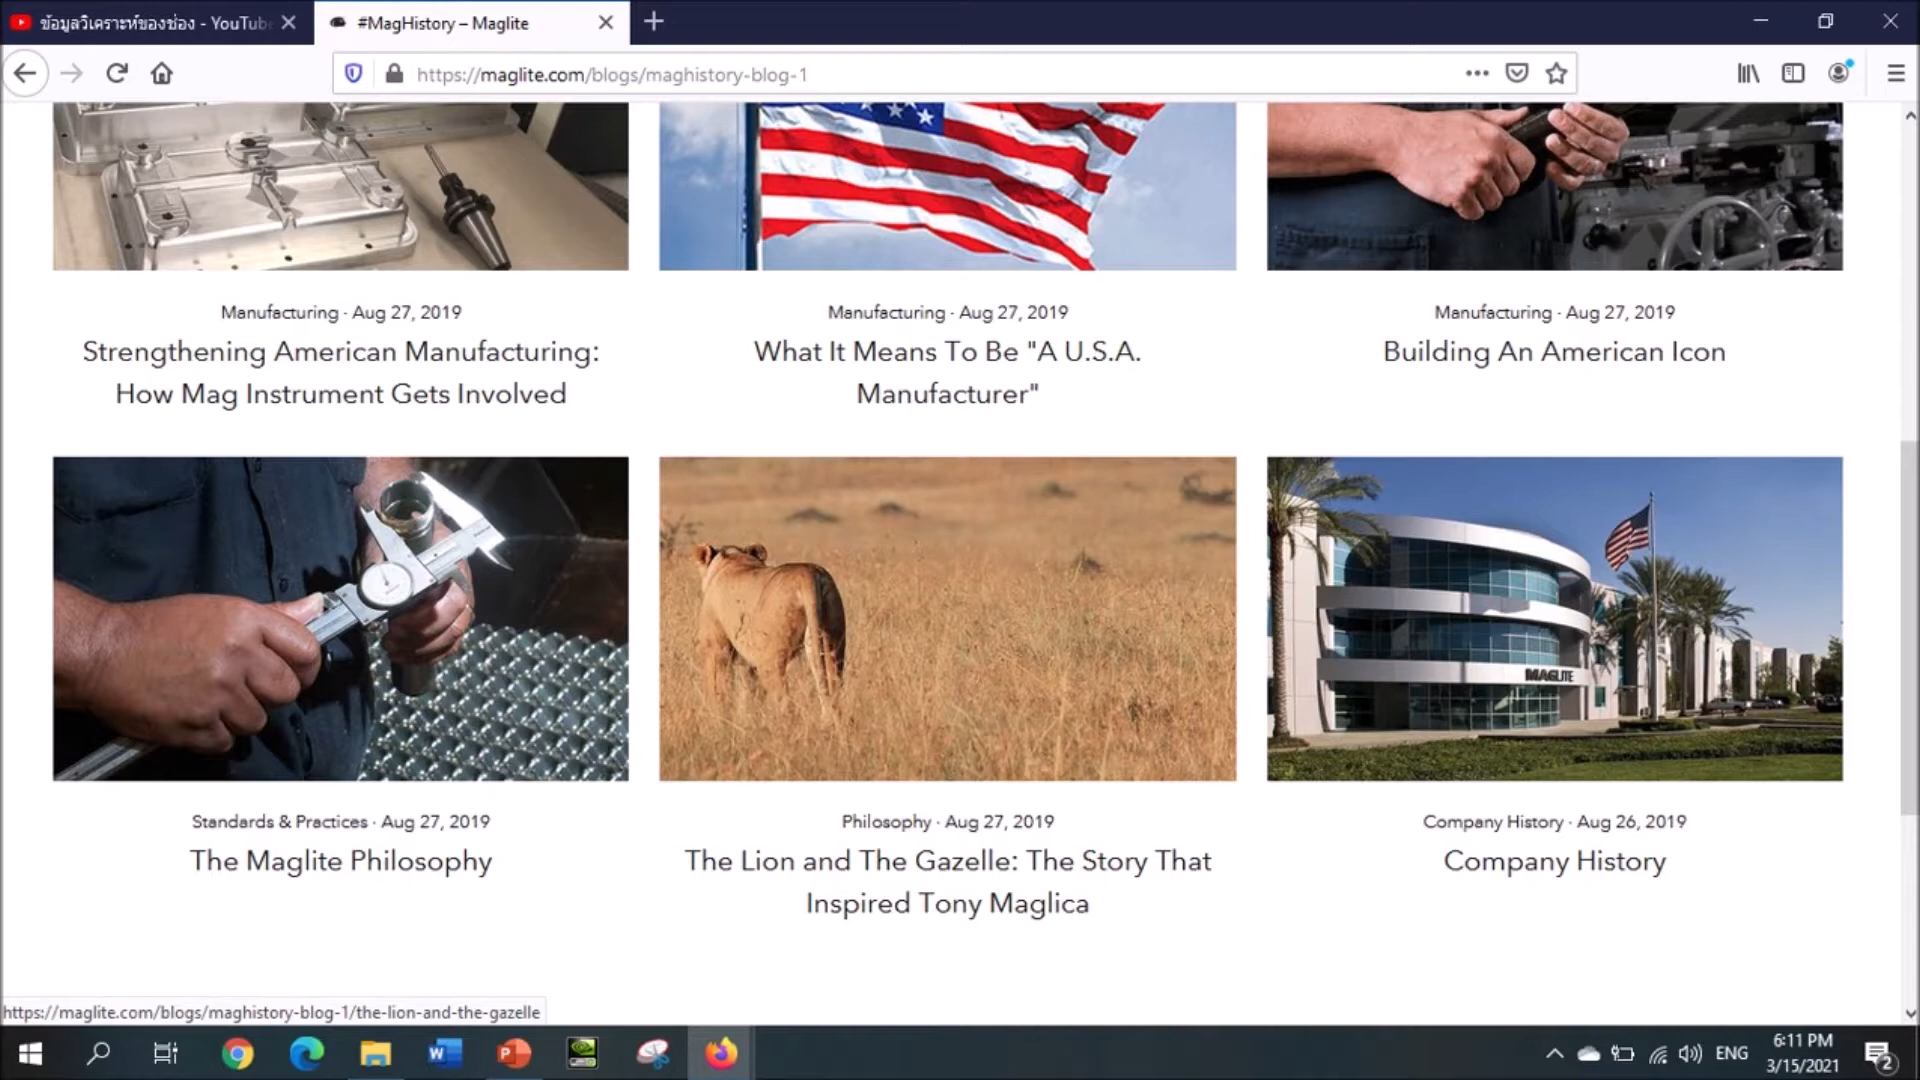 ข้อมูลวิเคราะห์ของช่อง - YouTube
#MagHistory – Maglite
https://maglite.com/blogs/maghistory-blog-1
Manufacturing · Aug 27, 2019
Strengthening American Manufacturing:
How Mag Instrument Gets Involved
Manufacturing · Aug 27, 2019
What It Means To Be "A U.S.A.
Manufacturer"
Manufacturing · Aug 27, 2019
Building An American Icon
MAGLITE
Standards & Practices · Aug 27, 2019
The Maglite Philosophy
Philosophy · Aug 27, 2019
The Lion and The Gazelle: The Story That
Inspired Tony Maglica
Company History · Aug 26, 2019
Company History
https://maglite.com/blogs/maghistory-blog-1/the-lion-and-the-gazelle
ENG
6:11 PM
3/15/2021
2